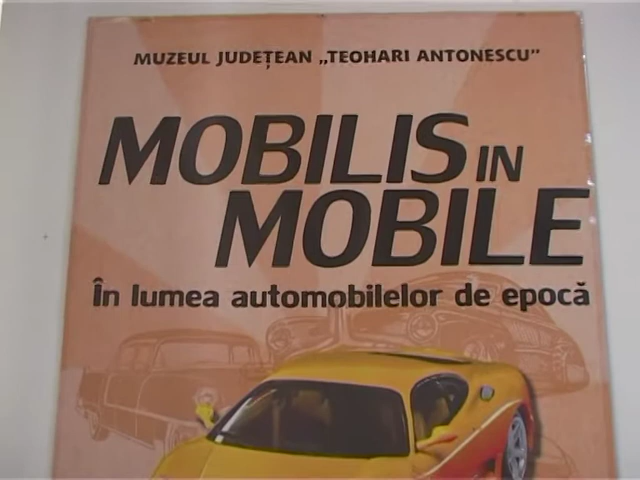 MUZEUL JUDEȚEAN „TEOHARI ANTONESCU”
MOBILIS IN
MOBILE
În lumea automobilelor de epocă